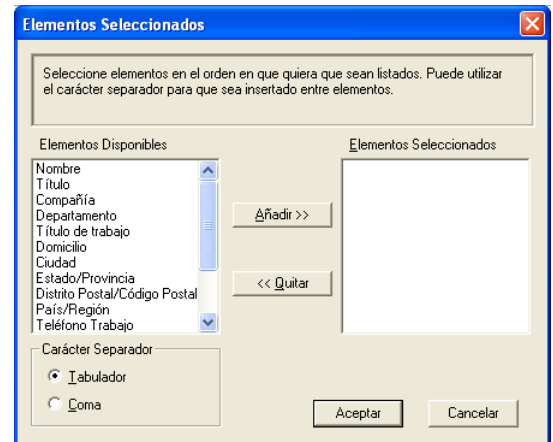 Elementos Seleccionados
Seleccione elementos en el orden en que quiera que sean listados. Puede utilizar
el carácter separador para que sea insertado entre elementos.
Elementos Disponibles
Elementos Seleccionados
Nombre
Título
Compañía
Departamento
Título de trabajo
Domicilio
Ciudad
Estado/Provincia
Distrito Postal/Código Postal
País/Región
Teléfono Trabajo
Añadir >>
<< Quitar
Carácter Separador
Tabulador
Coma
Aceptar
Cancelar